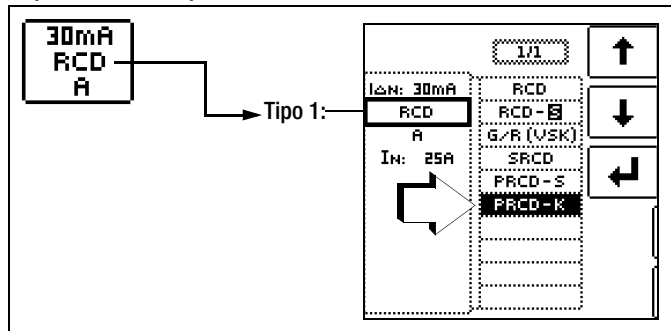 30mA
RCD
A
Tipo 1:
1/1
I∆N: 30mA
RCD
A
IN: 25A
RCD
RCD-S
G/R (VSK)
SRCD
PRCD-S
PRCD-K